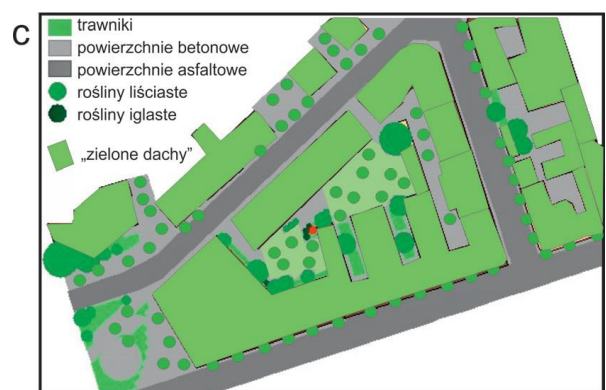 C
trawniki
powierzchnie betonowe
powierzchnie asfaltowe
rośliny liściaste
rośliny iglaste
„zielone dachy”